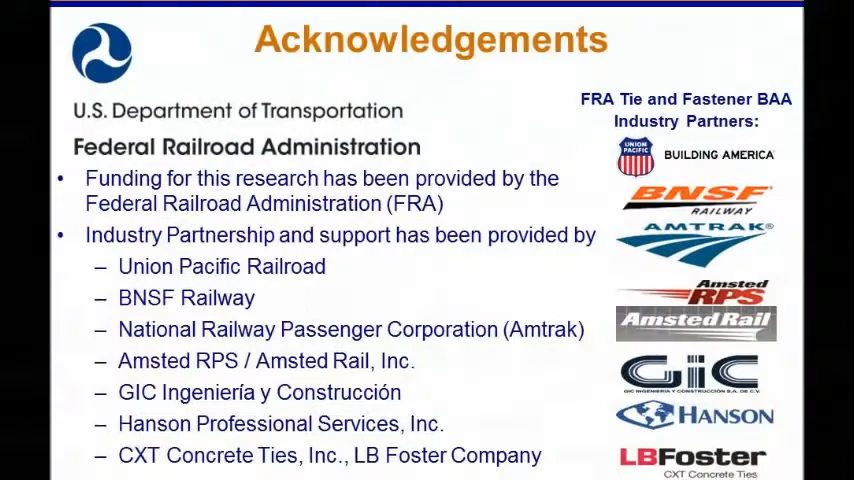 Acknowledgements
U.S. Department of Transportation
Federal Railroad Administration
• Funding for this research has been provided by the
Federal Railroad Administration (FRA)
• Industry Partnership and support has been provided by
– Union Pacific Railroad
– BNSF Railway
– National Railway Passenger Corporation (Amtrak)
– Amsted RPS / Amsted Rail, Inc.
– GIC Ingeniería y Construcción
– Hanson Professional Services, Inc.
– CXT Concrete Ties, Inc., LB Foster Company
FRA Tie and Fastener BAA
Industry Partners:
UNION
PACIFIC
BUILDING AMERICA®
BNSF®
RAILWAY
AMTRAK®
Amsted
RPS
Amsted Rail
GIC
GIC INGENIERÍA Y CONSTRUCCIÓN S.A. DE C.V.
HANSON
LBFoster
CXT Concrete Ties